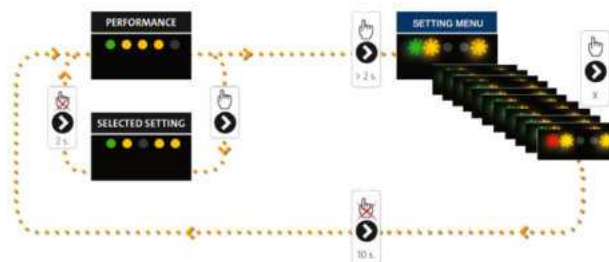 PERFORMANCE
SETTING MENU
> 2 s.
X
SELECTED SETTING
2 s.
10 s.